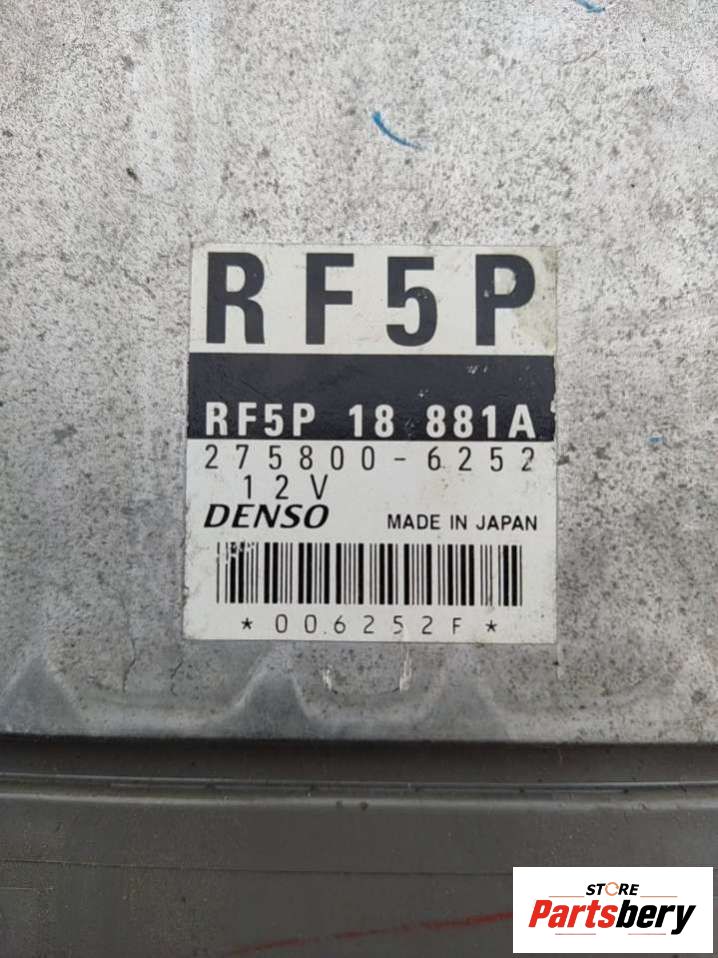 RF5P
RF5P 18 881A
275800-6252
12V
DENSO MADE IN JAPAN
*006252F*
STORE
Partsbery